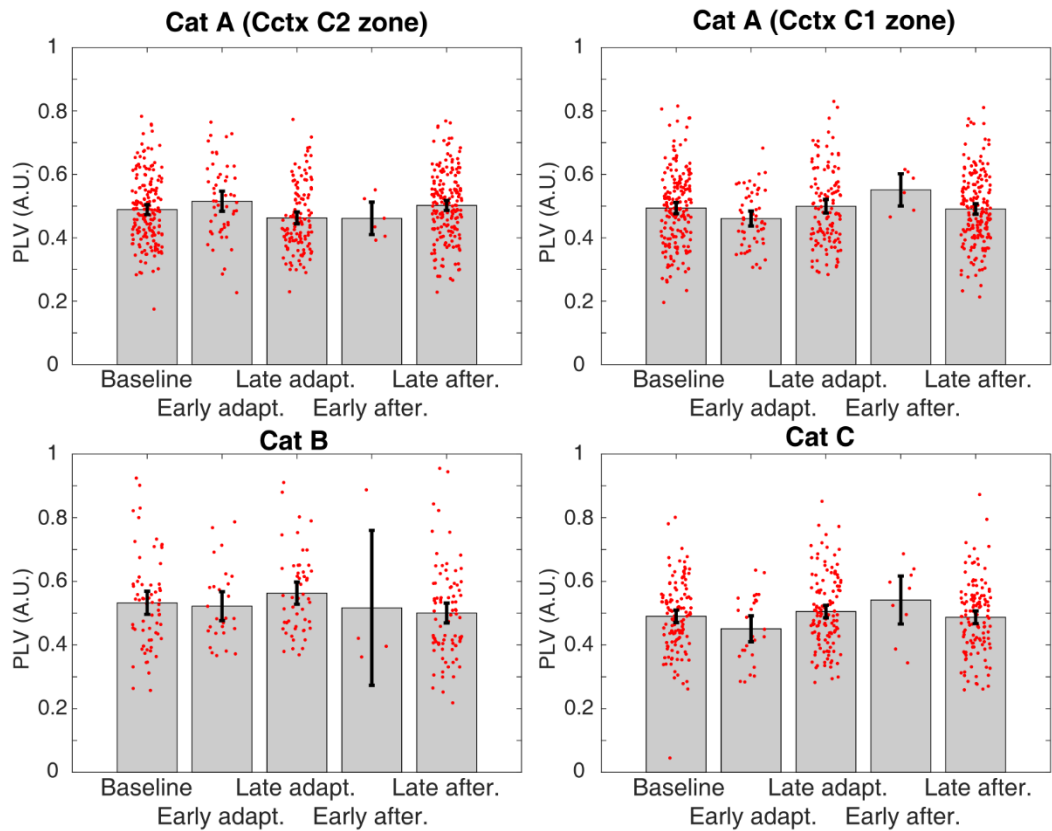 Cat A (Cctx C2 zone)
PLV (A.U.)
1
0.8
0.6
0.4
0.2
0
Baseline
Late adapt.
Late after.
Early adapt.
Early after.
Cat A (Cctx C1 zone)
PLV (A.U.)
1
0.8
0.6
0.4
0.2
0
Baseline
Late adapt.
Late after.
Early adapt.
Early after.
Cat B
PLV (A.U.)
1
0.8
0.6
0.4
0.2
0
Baseline
Late adapt.
Late after.
Early adapt.
Early after.
Cat C
PLV (A.U.)
1
0.8
0.6
0.4
0.2
0
Baseline
Late adapt.
Late after.
Early adapt.
Early after.